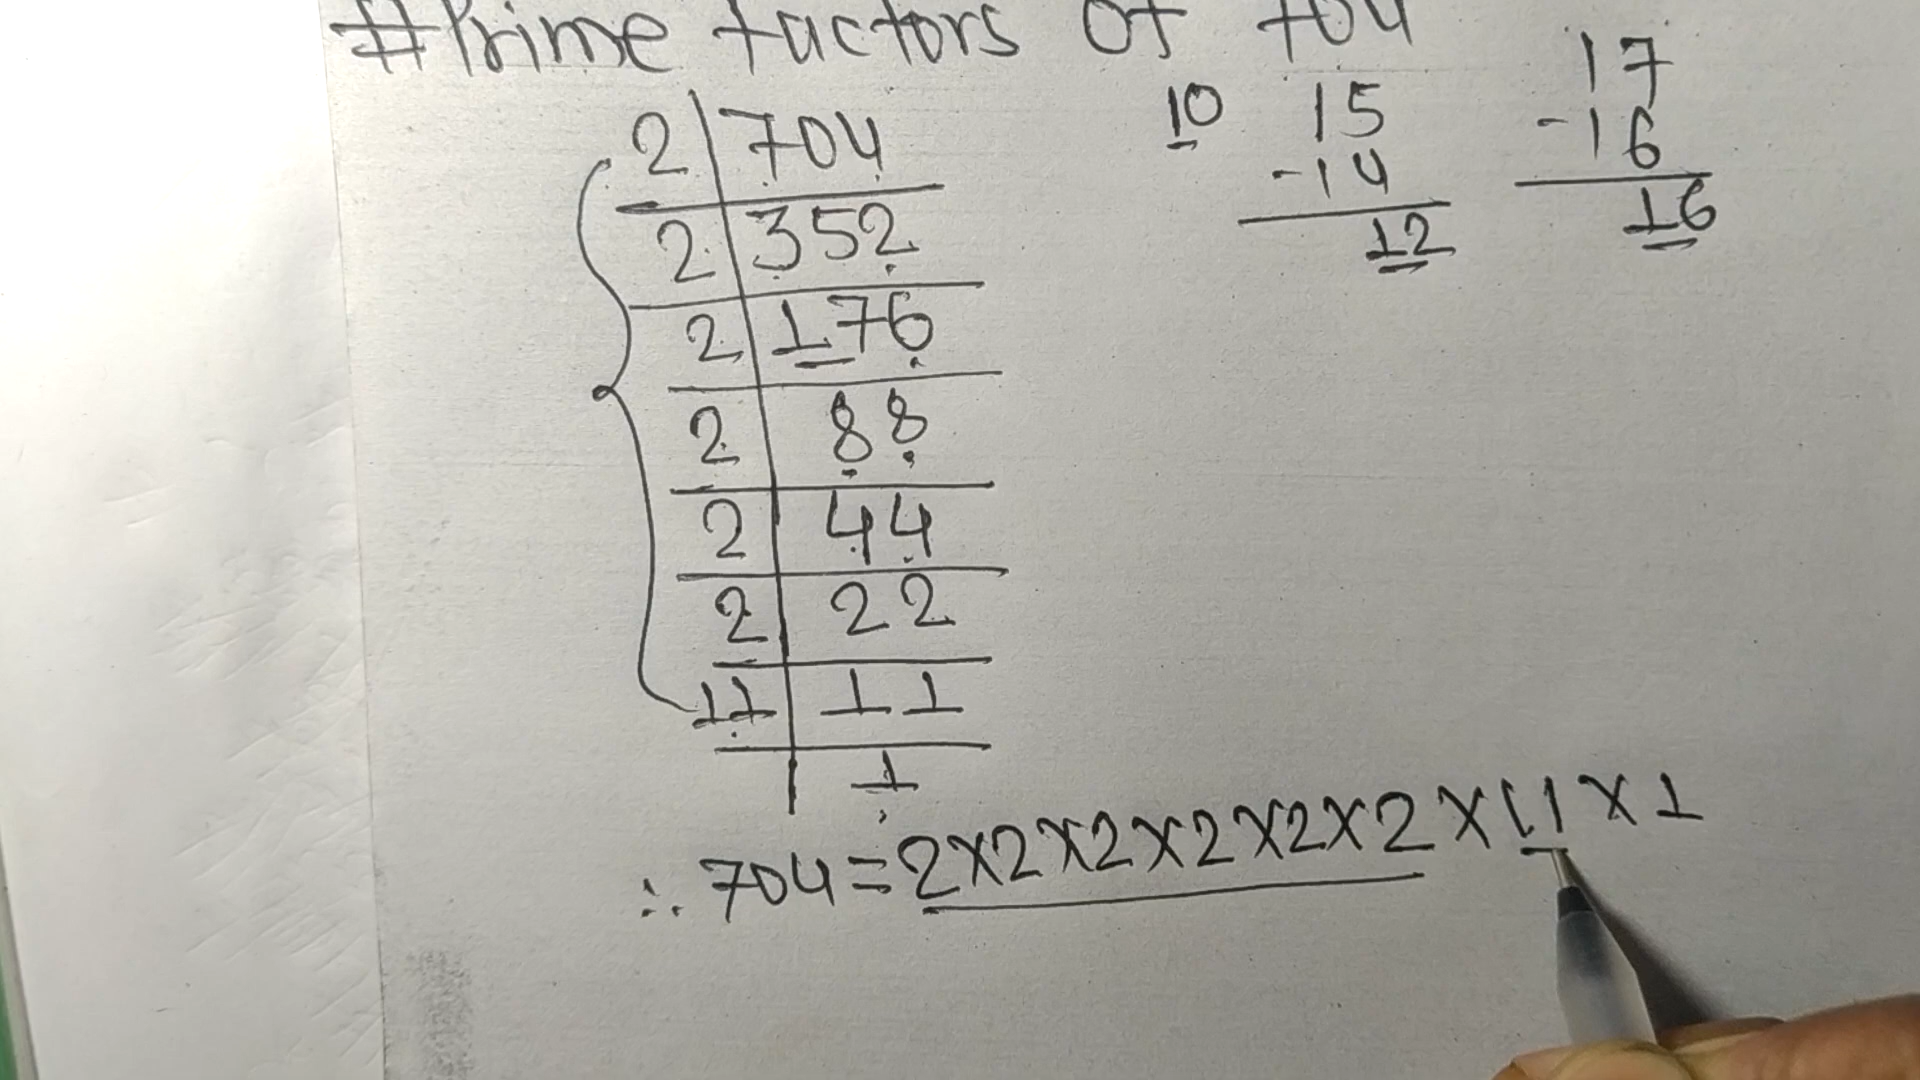 #Prime factors of 704
2 | 704
2 | 352
2 | 176
2 | 88
2 | 44
2 | 22
11 | 11
1
10
15
-14
12
17
-16
16
∴ 704 = 2×2×2×2×2×2×11×1